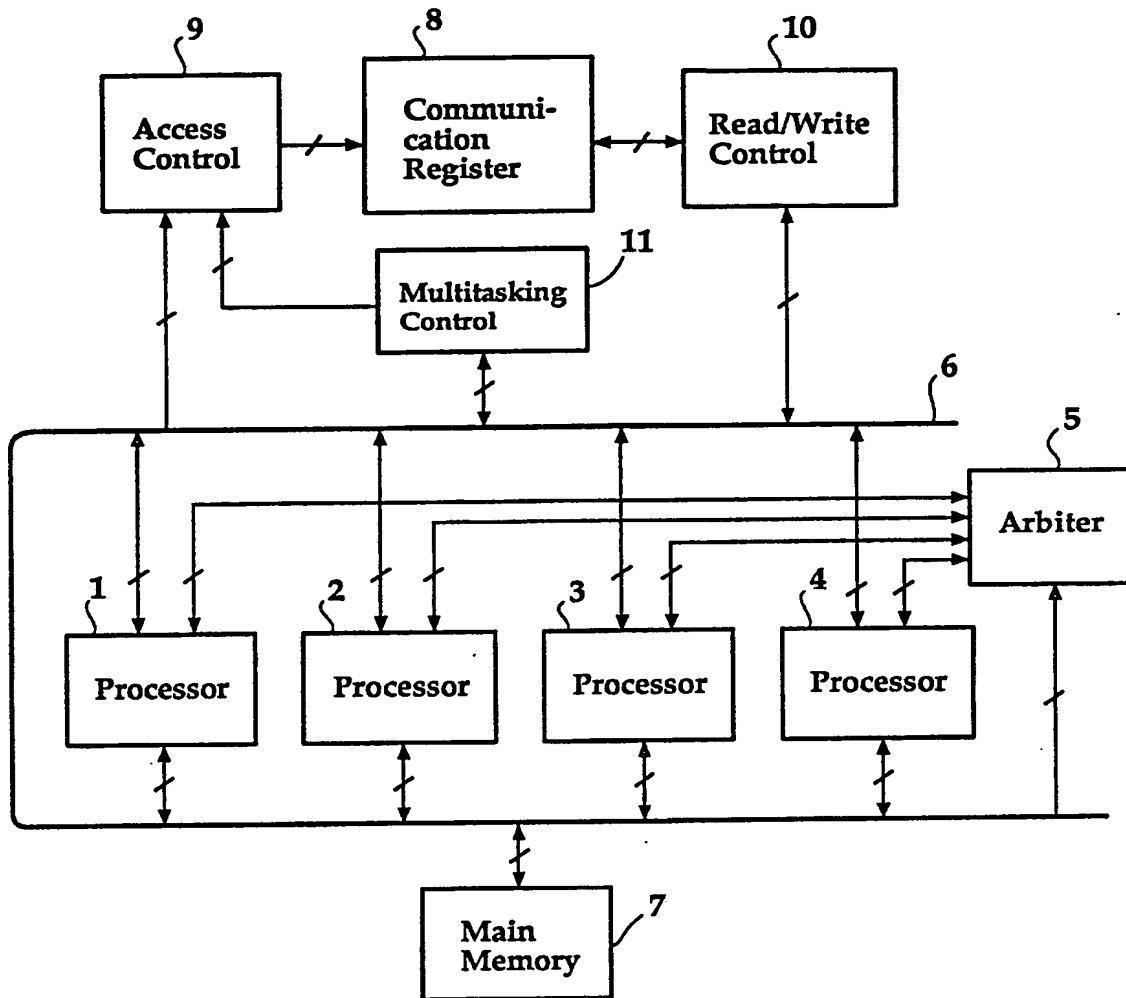 9
8
10
Access
Control
Communi-
cation
Register
Read/Write
Control
11
Multitasking
Control
6
5
Arbiter
1
2
3
4
Processor
Processor
Processor
Processor
7
Main
Memory